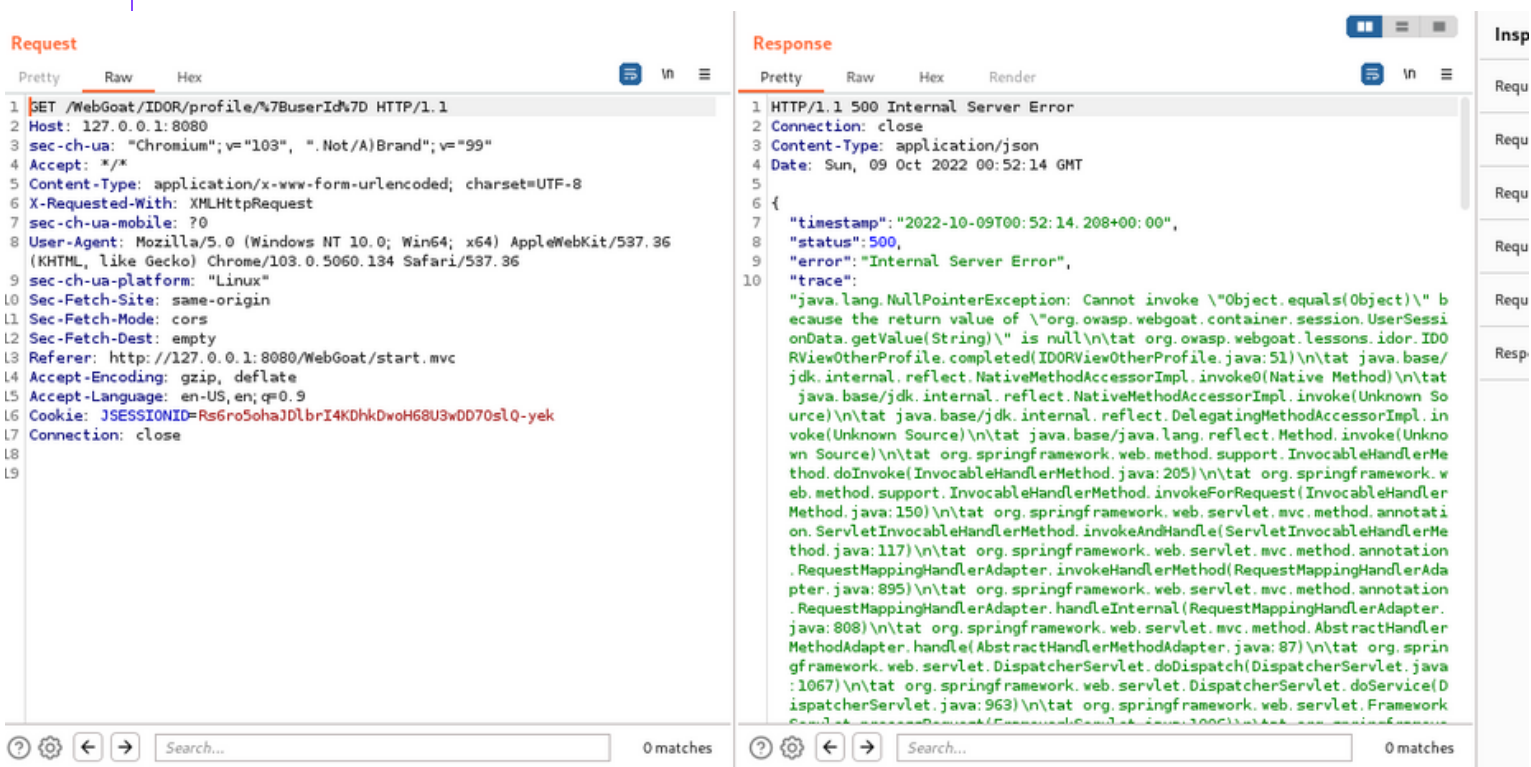 Request
Pretty Raw Hex \n
1 GET /WebGoat/IDOR/profile/%7BuserId%7D HTTP/1.1
2 Host: 127.0.0.1:8080
3 sec-ch-ua: "Chromium";v="103", ".Not/A)Brand";v="99"
4 Accept: */*
5 Content-Type: application/x-www-form-urlencoded; charset=UTF-8
6 X-Requested-With: XMLHttpRequest
7 sec-ch-ua-mobile: ?0
8 User-Agent: Mozilla/5.0 (Windows NT 10.0; Win64; x64) AppleWebKit/537.36
(KHTML, like Gecko) Chrome/103.0.5060.134 Safari/537.36
9 sec-ch-ua-platform: "Linux"
10 Sec-Fetch-Site: same-origin
11 Sec-Fetch-Mode: cors
12 Sec-Fetch-Dest: empty
13 Referer: http://127.0.0.1:8080/WebGoat/start.mvc
14 Accept-Encoding: gzip, deflate
15 Accept-Language: en-US,en;q=0.9
16 Cookie: JSESSIONID=Rs6ro5ohaJDlbrI4KDhkDwoH68U3wDD7OslQ-yek
17 Connection: close
18
19
Search...
0 matches
Response
Pretty Raw Hex Render \n
1 HTTP/1.1 500 Internal Server Error
2 Connection: close
3 Content-Type: application/json
4 Date: Sun, 09 Oct 2022 00:52:14 GMT
5
6 {
7 "timestamp":"2022-10-09T00:52:14.208+00:00",
8 "status":500,
9 "error":"Internal Server Error",
10 "trace":
"java.lang.NullPointerException: Cannot invoke \"Object.equals(Object)\" b
ecause the return value of \"org.owasp.webgoat.container.session.UserSessi
onData.getValue(String)\" is null\n\tat org.owasp.webgoat.lessons.idor.IDO
RViewOtherProfile.completed(IDORViewOtherProfile.java:51)\n\tat java.base/
jdk.internal.reflect.NativeMethodAccessorImpl.invoke0(Native Method)\n\tat
java.base/jdk.internal.reflect.NativeMethodAccessorImpl.invoke(Unknown So
urce)\n\tat java.base/jdk.internal.reflect.DelegatingMethodAccessorImpl.in
voke(Unknown Source)\n\tat java.base/java.lang.reflect.Method.invoke(Unkno
wn Source)\n\tat org.springframework.web.method.support.InvocableHandlerMe
thod.doInvoke(InvocableHandlerMethod.java:205)\n\tat org.springframework.w
eb.method.support.InvocableHandlerMethod.invokeForRequest(InvocableHandler
Method.java:150)\n\tat org.springframework.web.servlet.mvc.method.annotati
on.ServletInvocableHandlerMethod.invokeAndHandle(ServletInvocableHandlerMe
thod.java:117)\n\tat org.springframework.web.servlet.mvc.method.annotation
.RequestMappingHandlerAdapter.invokeHandlerMethod(RequestMappingHandlerAda
pter.java:895)\n\tat org.springframework.web.servlet.mvc.method.annotation
.RequestMappingHandlerAdapter.handleInternal(RequestMappingHandlerAdapter.
java:808)\n\tat org.springframework.web.servlet.mvc.method.AbstractHandler
MethodAdapter.handle(AbstractHandlerMethodAdapter.java:87)\n\tat org.sprin
gframework.web.servlet.DispatcherServlet.doDispatch(DispatcherServlet.java
:1067)\n\tat org.springframework.web.servlet.DispatcherServlet.doService(D
ispatcherServlet.java:963)\n\tat org.springframework.web.servlet.Framework
Search...
0 matches
Insp
Requ
Requ
Requ
Requ
Requ
Resp